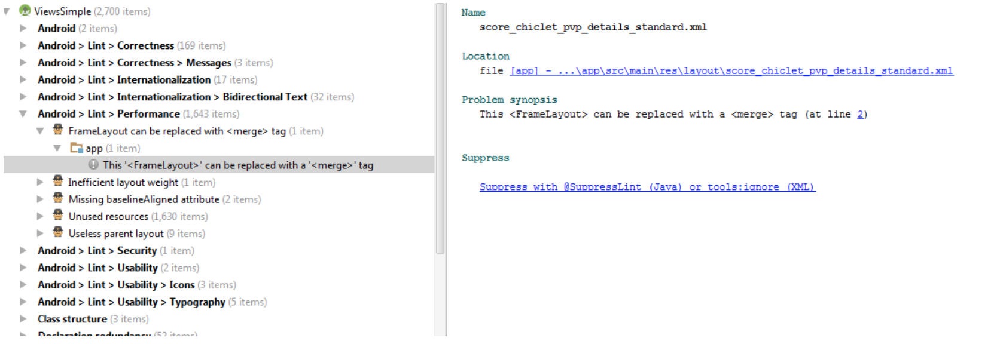 ViewsSimple (2,700 items)
Android (2 items)
Android > Lint > Correctness (169 items)
Android > Lint > Correctness > Messages (3 items)
Android > Lint > Internationalization (17 items)
Android > Lint > Internationalization > Bidirectional Text (32 items)
Android > Lint > Performance (1,643 items)
FrameLayout can be replaced with <merge> tag (1 item)
app (1 item)
This '<FrameLayout>' can be replaced with a '<merge>' tag
Inefficient layout weight (1 item)
Missing baselineAligned attribute (2 items)
Unused resources (1,630 items)
Useless parent layout (9 items)
Android > Lint > Security (1 item)
Android > Lint > Usability (2 items)
Android > Lint > Usability > Icons (3 items)
Android > Lint > Usability > Typography (5 items)
Class structure (3 items)
Declaration redundancy (52 items)
Name
score_chiclet_pvp_details_standard.xml
Location
file [app] - ...\app\src\main\res\layout\score_chiclet_pvp_details_standard.xml
Problem synopsis
This <FrameLayout> can be replaced with a <merge> tag (at line 2)
Suppress
Suppress with @SuppressLint (Java) or tools:ignore (XML)